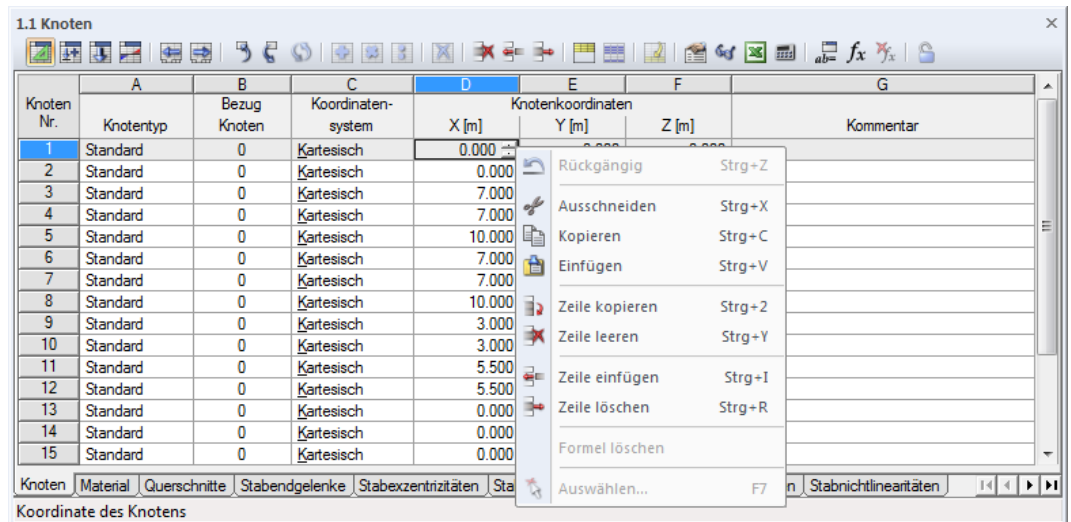 1.1 Knoten
A B C D E F G
Knoten Nr. Knotentyp Bezug Knoten Koordinaten- system Knotenkoordinaten X [m] Y [m] Z [m] Kommentar
1 Standard 0 Kartesisch 0.000
2 Standard 0 Kartesisch 0.000
3 Standard 0 Kartesisch 7.000
4 Standard 0 Kartesisch 7.000
5 Standard 0 Kartesisch 10.000
6 Standard 0 Kartesisch 7.000
7 Standard 0 Kartesisch 7.000
8 Standard 0 Kartesisch 10.000
9 Standard 0 Kartesisch 3.000
10 Standard 0 Kartesisch 3.000
11 Standard 0 Kartesisch 5.500
12 Standard 0 Kartesisch 5.500
13 Standard 0 Kartesisch 0.000
14 Standard 0 Kartesisch 0.000
15 Standard 0 Kartesisch 0.000
Rückgängig Strg+Z
Ausschneiden Strg+X
Kopieren Strg+C
Einfügen Strg+V
Zeile kopieren Strg+2
Zeile leeren Strg+Y
Zeile einfügen Strg+I
Zeile löschen Strg+R
Formel löschen
Auswählen... F7
Knoten Material Querschnitte Stabendgelenke Stabexzentrizitäten Stabnichtlinearitäten
Koordinate des Knotens